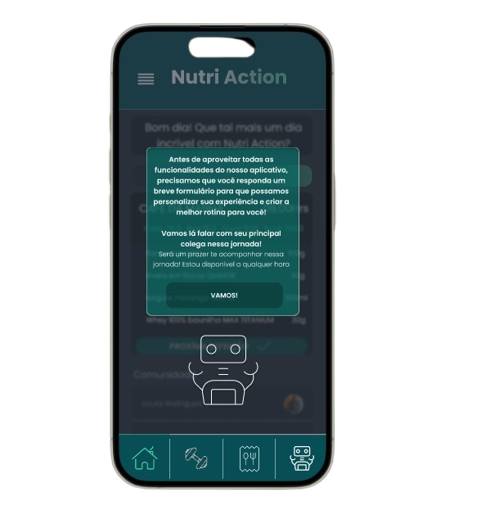 Nutri Action
Bom dia! Que tal mais um dia
incrível com Nutri Action?
Antes de aproveitar todas as
funcionalidades do nosso aplicativo,
precisamos que você responda um
breve formulário para que possamos
personalizar sua experiência e criar a
melhor rotina para você!
Vamos lá falar com seu principal
colega nessa jornada!
Será um prazer te acompanhar nessa
jornada! Estou disponível a qualquer hora
VAMOS!
Whey 100% baunilha MAX TITANIUM 30g